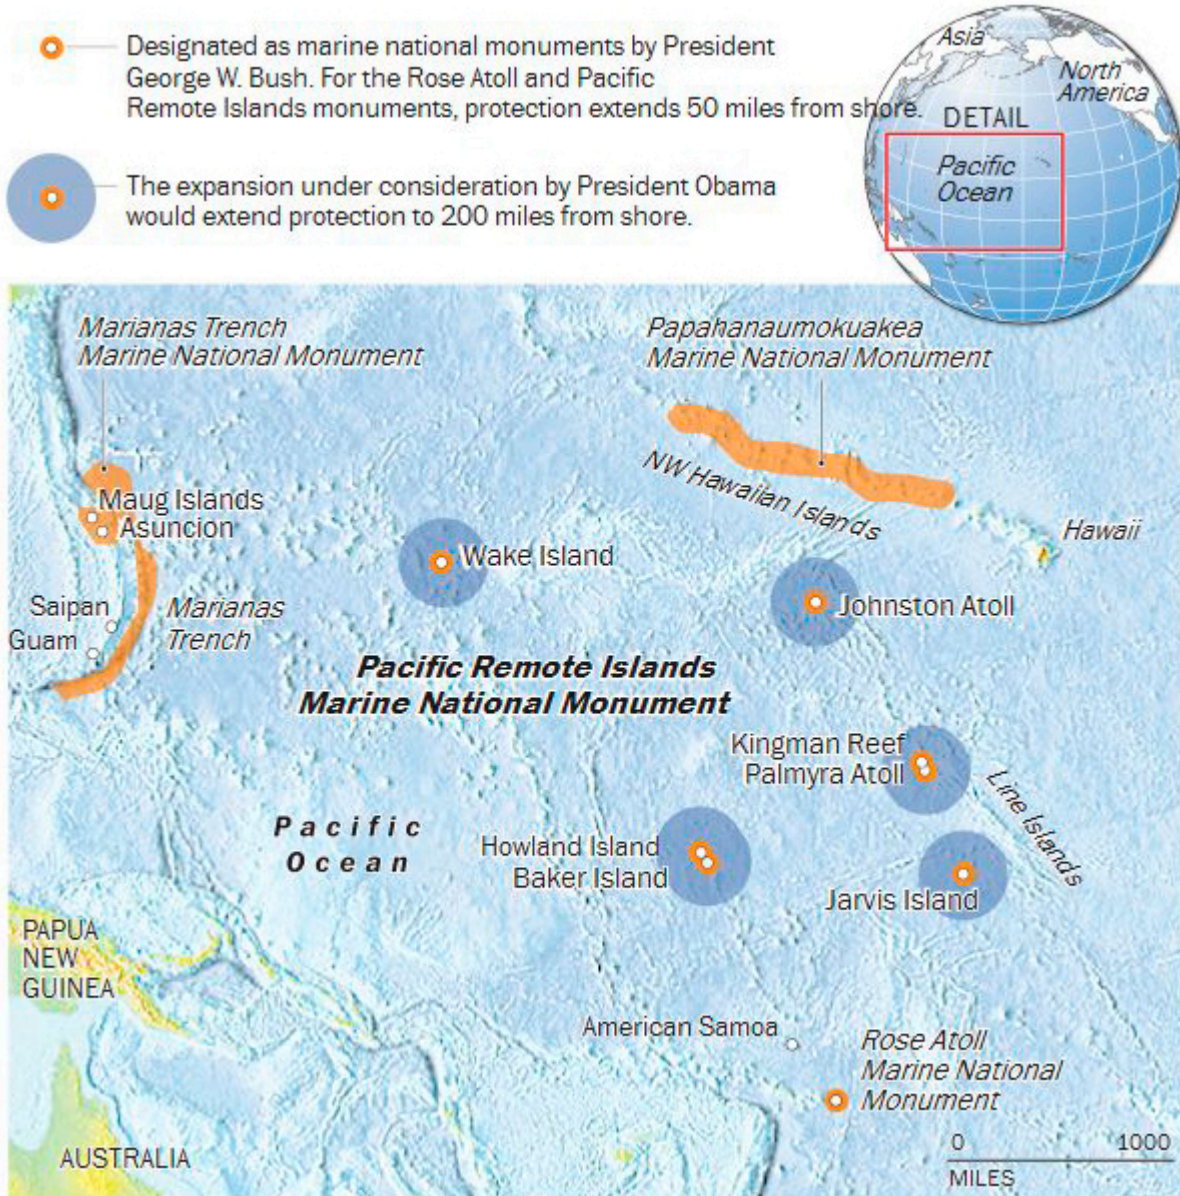 Designated as marine national monuments by President
George W. Bush. For the Rose Atoll and Pacific
Remote Islands monuments, protection extends 50 miles from shore.
The expansion under consideration by President Obama
would extend protection to 200 miles from shore.
Asia
North
America
DETAIL
Pacific
Ocean
Marianas Trench
Marine National Monument
Papahanaumokuakea
Marine National Monument
NW Hawaiian Islands
Hawaii
Maug Islands
Asuncion
Wake Island
Johnston Atoll
Saipan
Guam
Marianas
Trench
Pacific Remote Islands
Marine National Monument
Kingman Reef
Palmyra Atoll
Line Islands
Pacific
Ocean
Howland Island
Baker Island
Jarvis Island
PAPUA
NEW
GUINEA
American Samoa
Rose Atoll
Marine National
Monument
AUSTRALIA
0 1000
MILES